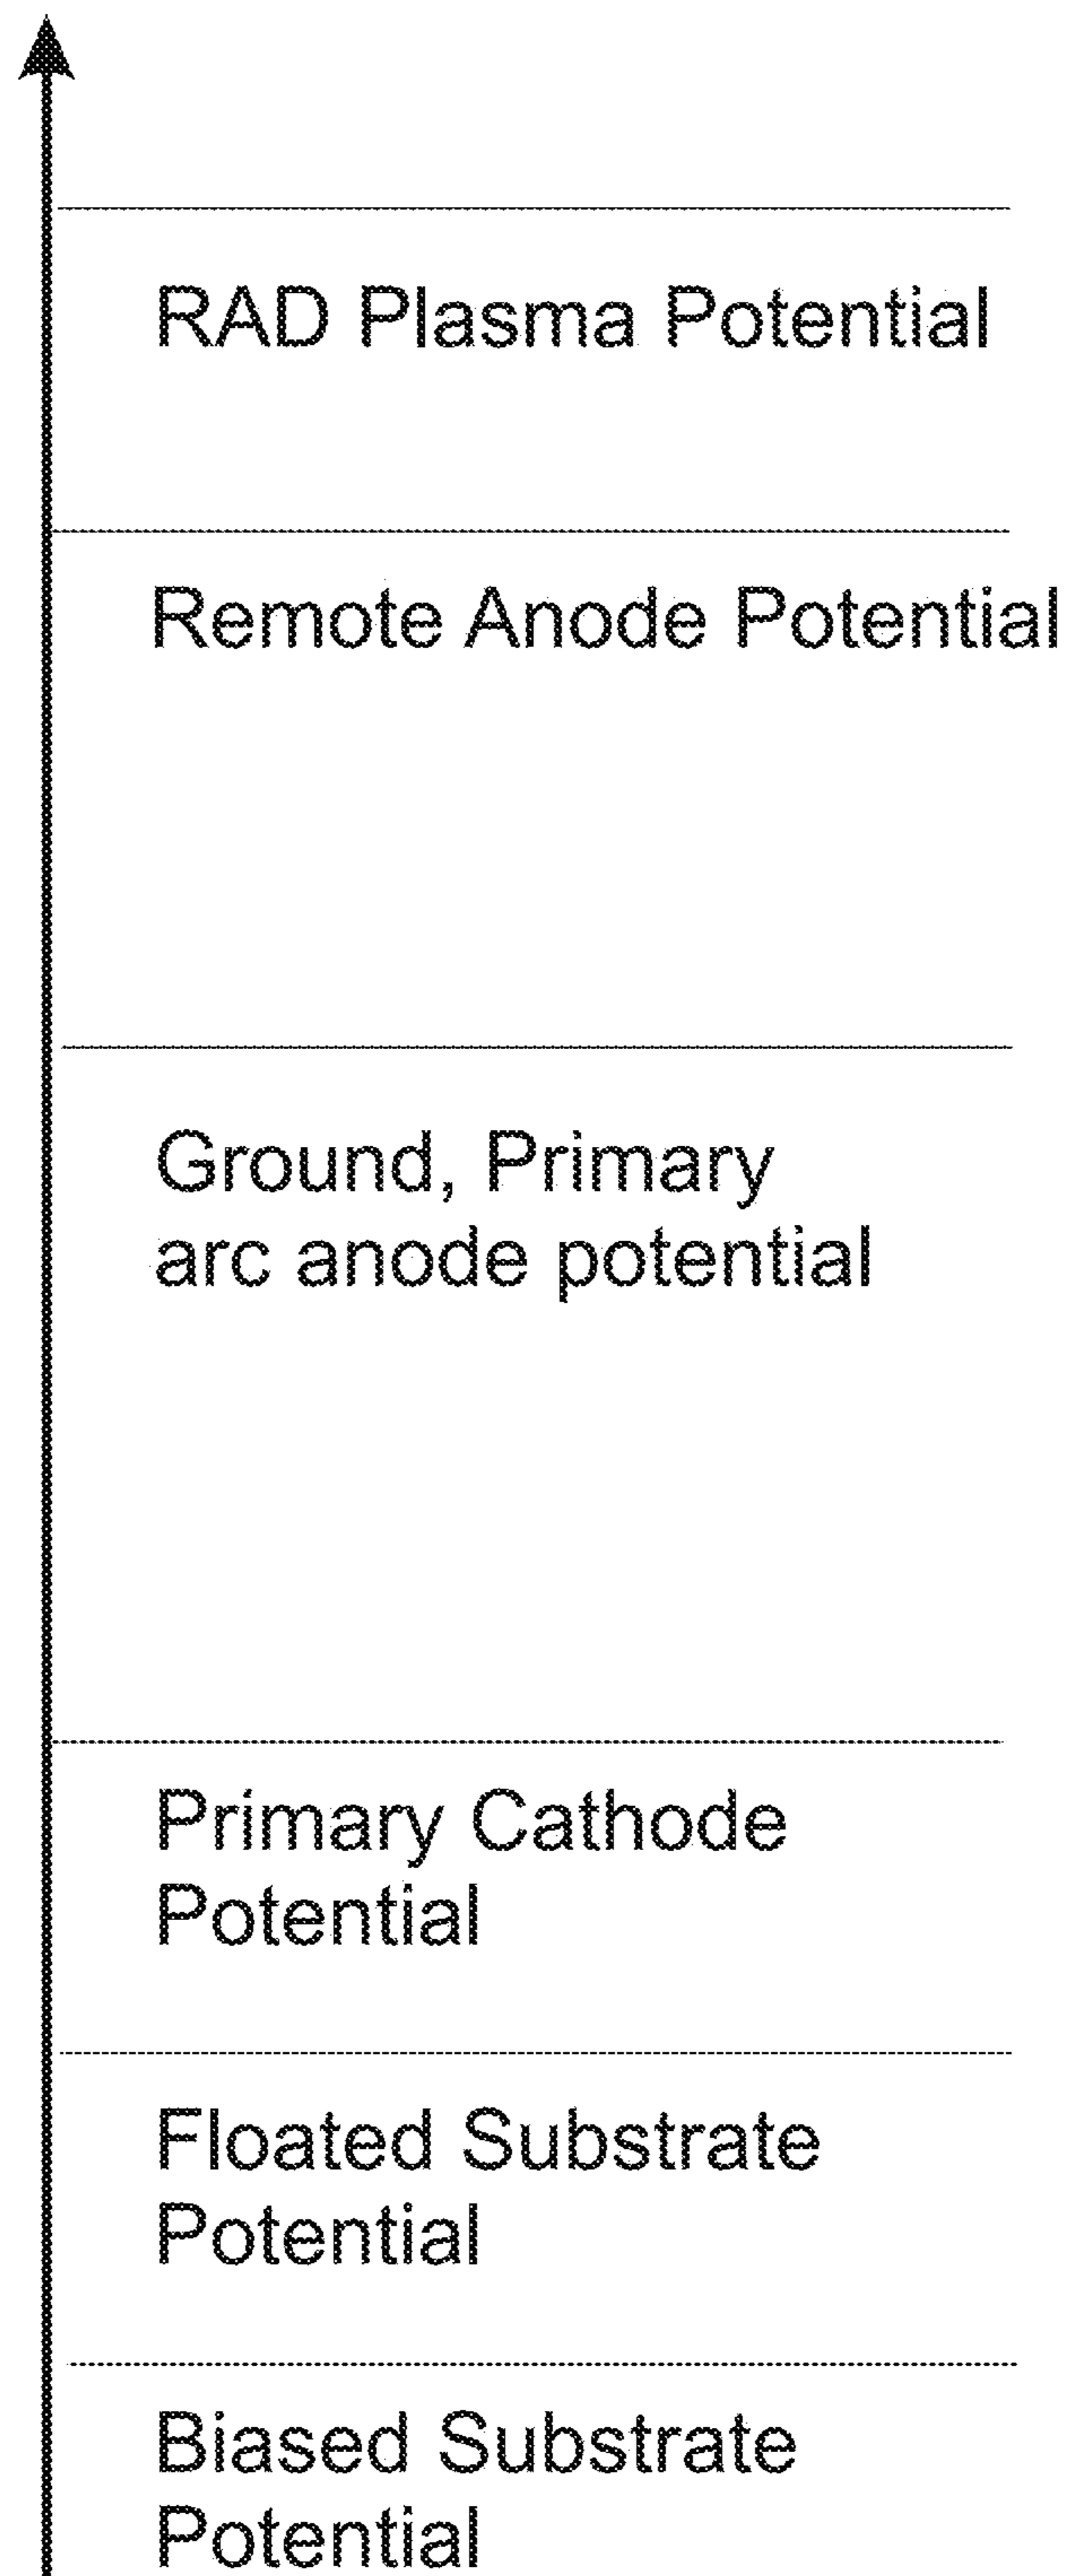 RAD Plasma Potential
Remote Anode Potential
Ground, Primary
arc anode potential
Primary Cathode
Potential
Floated Substrate
Potential
Biased Substrate
Potential